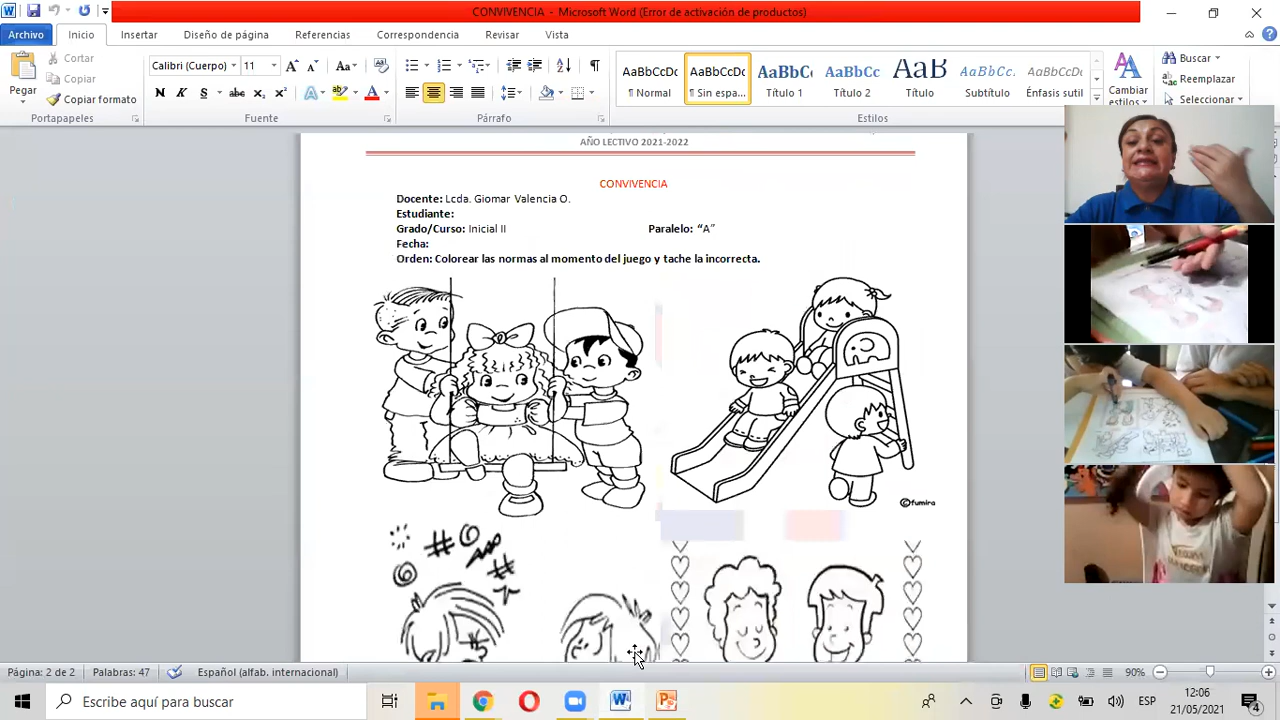 CONVIVENCIA - Microsoft Word (Error de activación de productos)
Archivo Inicio Insertar Diseño de página Referencias Correspondencia Revisar Vista
Pegar
Cortar
Copiar
Copiar formato
Portapapeles
Calibri (Cuerpo) 11
Fuente
Párrafo
AaBbCcDc AaBbCcDc AaBbC AaBbCc AaB AaBbCc. AaBbCcDc
¶ Normal ¶ Sin espa... Título 1 Título 2 Título Subtítulo Énfasis sutil
Estilos
Cambiar estilos
Buscar
Reemplazar
Seleccionar
AÑO LECTIVO 2021-2022
CONVIVENCIA
Docente: Lcda. Giomar Valencia O.
Estudiante:
Grado/Curso: Inicial II Paralelo: “A”
Fecha:
Orden: Colorear las normas al momento del juego y tache la incorrecta.
©fumira
Página: 2 de 2 Palabras: 47 Español (alfab. internacional) 90%
Escribe aquí para buscar
ESP
12:06
21/05/2021
4